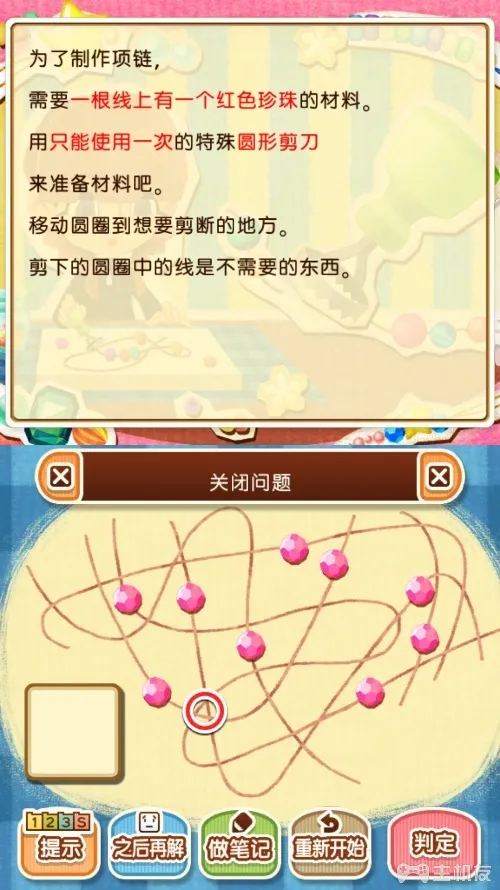 为了制作项链，
需要一根线上有一个红色珍珠的材料。
用只能使用一次的特殊圆形剪刀
来准备材料吧。
移动圆圈到想要剪断的地方。
剪下的圆圈中的线是不需要的东西。
关闭问题
123S
提示
之后再解
做笔记
重新开始
判定
主机友